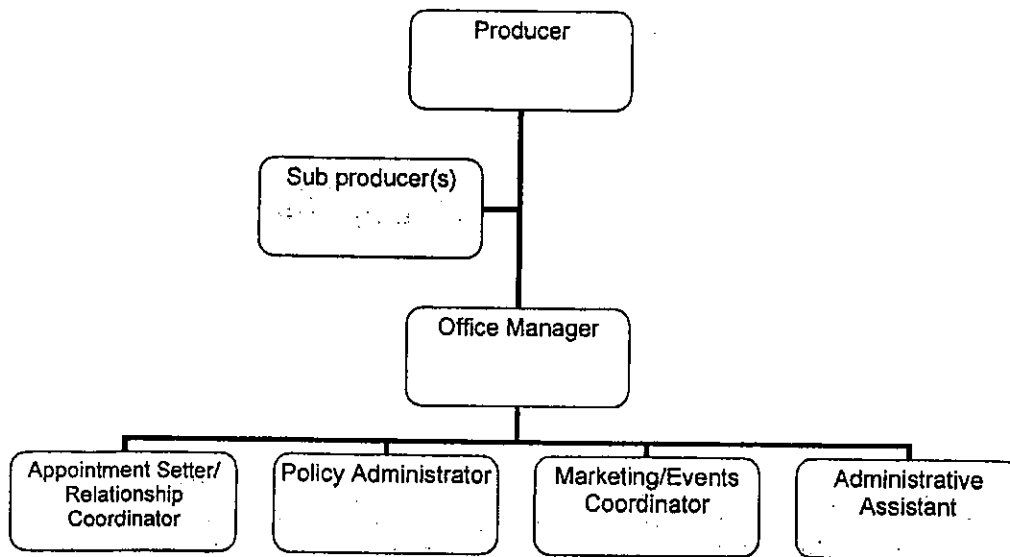 Producer
Sub producer(s)
Office Manager
Appointment Setter/
Relationship
Coordinator
Policy Administrator
Marketing/Events
Coordinator
Administrative
Assistant